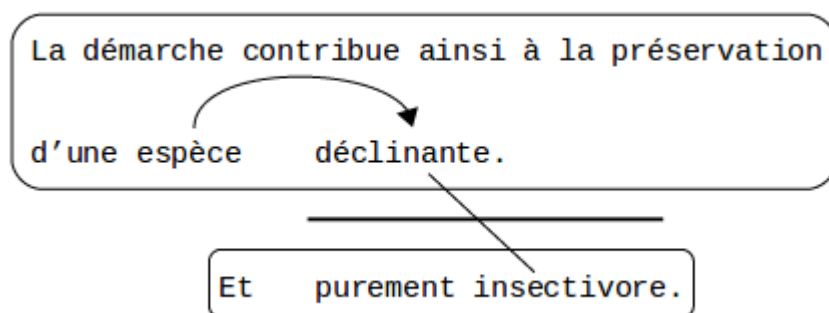 La démarche contribue ainsi à la préservation
d’une espèce déclinante.
Et purement insectivore.